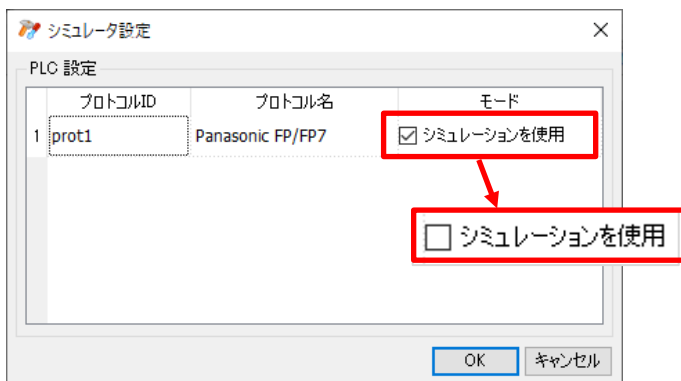 シミュレータ設定
PLC 設定
プロトコルID プロトコル名 モード
1 prot1 Panasonic FP/FP7 シミュレーションを使用
シミュレーションを使用
OK キャンセル